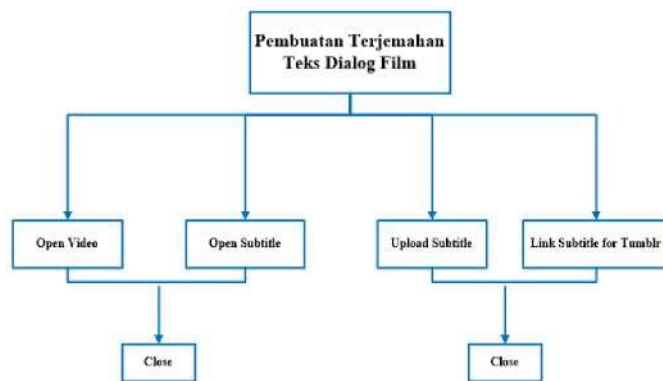 Pembuatan Terjemahan
Teks Dialog Film
Open Video
Open Subtitle
Upload Subtitle
Link Subtitle for Tumblr
Close
Close